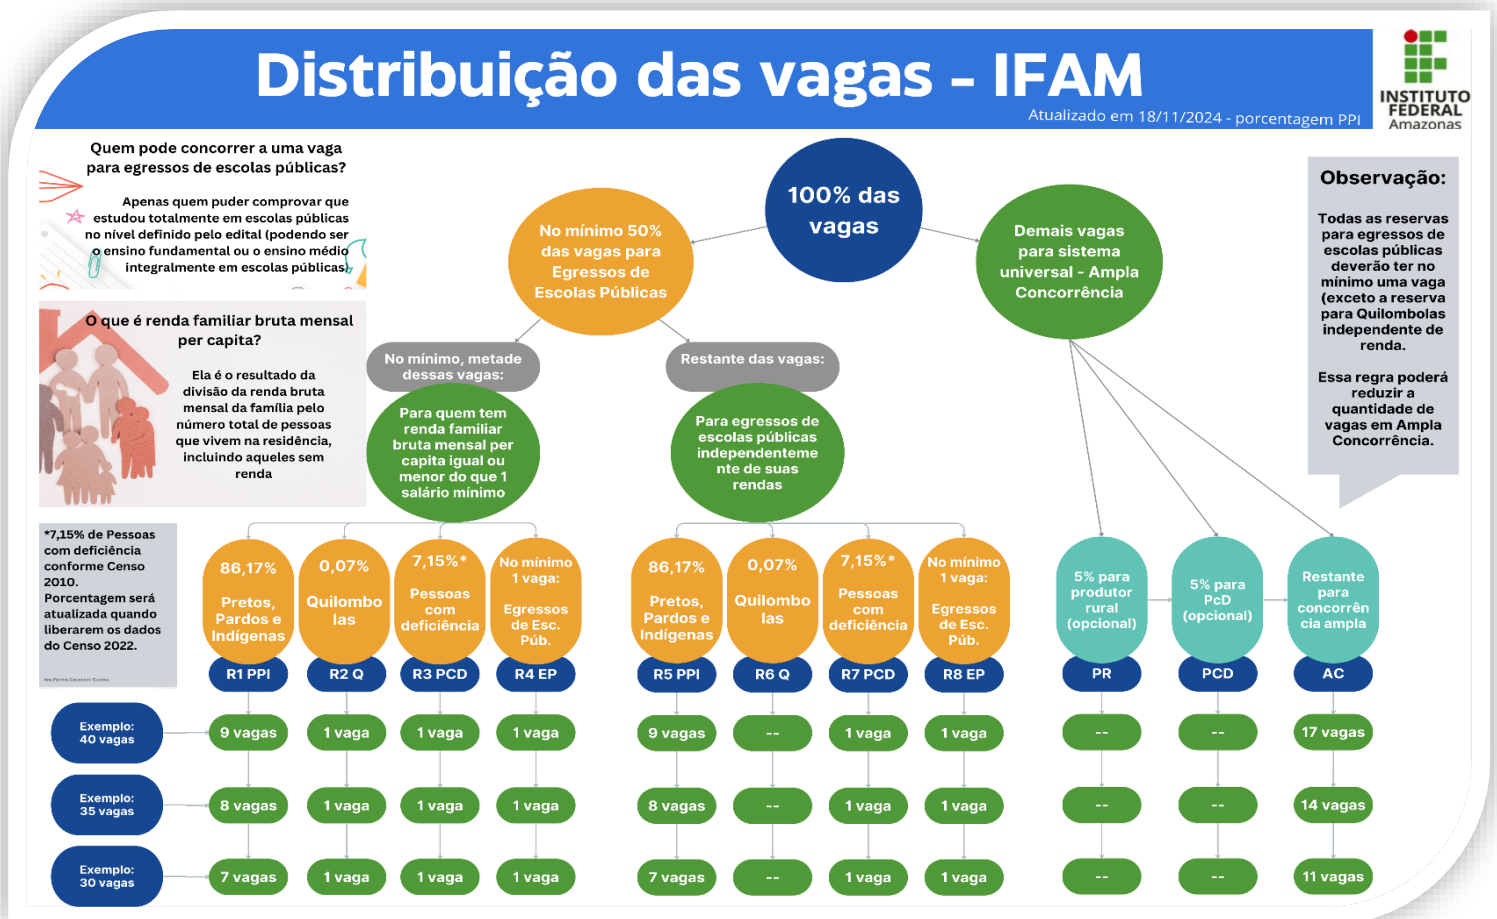 Distribuição das vagas - IFAM
Atualizado em 18/11/2024 - porcentagem PPI
INSTITUTO
FEDERAL
Amazonas
Quem pode concorrer a uma vaga
para egressos de escolas públicas?
Apenas quem puder comprovar que
estudou totalmente em escolas públicas
no nível definido pelo edital (podendo ser
o ensino fundamental ou o ensino médio
integralmente em escolas públicas)
O que é renda familiar bruta mensal
per capita?
Ela é o resultado da
divisão da renda bruta
mensal da família pelo
número total de pessoas
que vivem na residência,
incluindo aqueles sem
renda
*7,15% de Pessoas
com deficiência
conforme Censo
2010.
Porcentagem será
atualizada quando
liberarem os dados
do Censo 2022.
100% das
vagas
No mínimo 50%
das vagas para
Egressos de
Escolas Públicas
Demais vagas
para sistema
universal - Ampla
Concorrência
Observação:
Todas as reservas
para egressos de
escolas públicas
deverão ter no
mínimo uma vaga
(exceto a reserva
para Quilombolas
independente de
renda.
Essa regra poderá
reduzir a
quantidade de
vagas em Ampla
Concorrência.
No mínimo, metade
dessas vagas:
Para quem tem
renda familiar
bruta mensal per
capita igual ou
menor do que 1
salário mínimo
Restante das vagas:
Para egressos de
escolas públicas
independenteme
nte de suas
rendas
86,17%
Pretos,
Pardos e
Indígenas
R1 PPI
0,07%
Quilombo
las
R2 Q
7,15%*
Pessoas
com
deficiência
R3 PCD
No mínimo
1 vaga:
Egressos
de Esc.
Púb.
R4 EP
86,17%
Pretos,
Pardos e
Indígenas
R5 PPI
0,07%
Quilombo
las
R6 Q
7,15%*
Pessoas
com
deficiência
R7 PCD
No mínimo
1 vaga:
Egressos
de Esc.
Púb.
R8 EP
5% para
produtor
rural
(opcional)
PR
5% para
PcD
(opcional)
PCD
Restante
para
concorrên
cia ampla
AC
Exemplo:
40 vagas
9 vagas
1 vaga
1 vaga
1 vaga
9 vagas
--
1 vaga
1 vaga
--
--
17 vagas
Exemplo:
35 vagas
8 vagas
1 vaga
1 vaga
1 vaga
8 vagas
--
1 vaga
1 vaga
--
--
14 vagas
Exemplo:
30 vagas
7 vagas
1 vaga
1 vaga
1 vaga
7 vagas
--
1 vaga
1 vaga
--
--
11 vagas